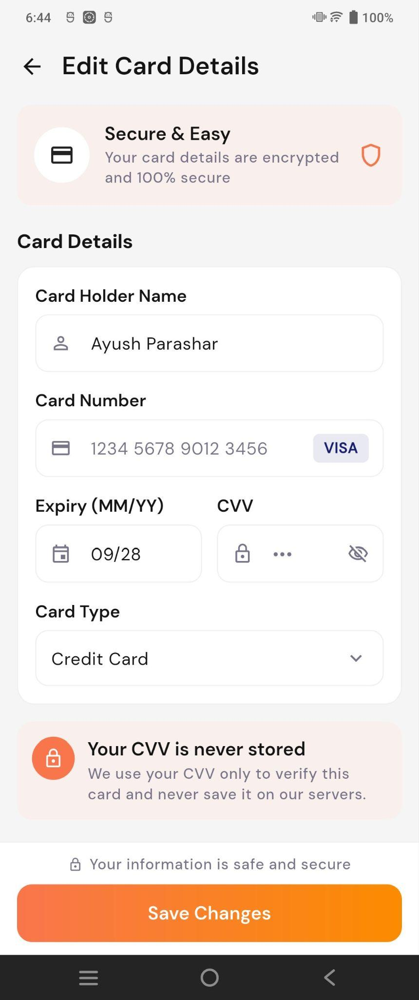 6:44
100%
Edit Card Details
Secure & Easy
Your card details are encrypted
and 100% secure
Card Details
Card Holder Name
Ayush Parashar
Card Number
1234 5678 9012 3456
VISA
Expiry (MM/YY)
CVV
09/28
•••
Card Type
Credit Card
Your CVV is never stored
We use your CVV only to verify this
card and never save it on our servers.
Your information is safe and secure
Save Changes